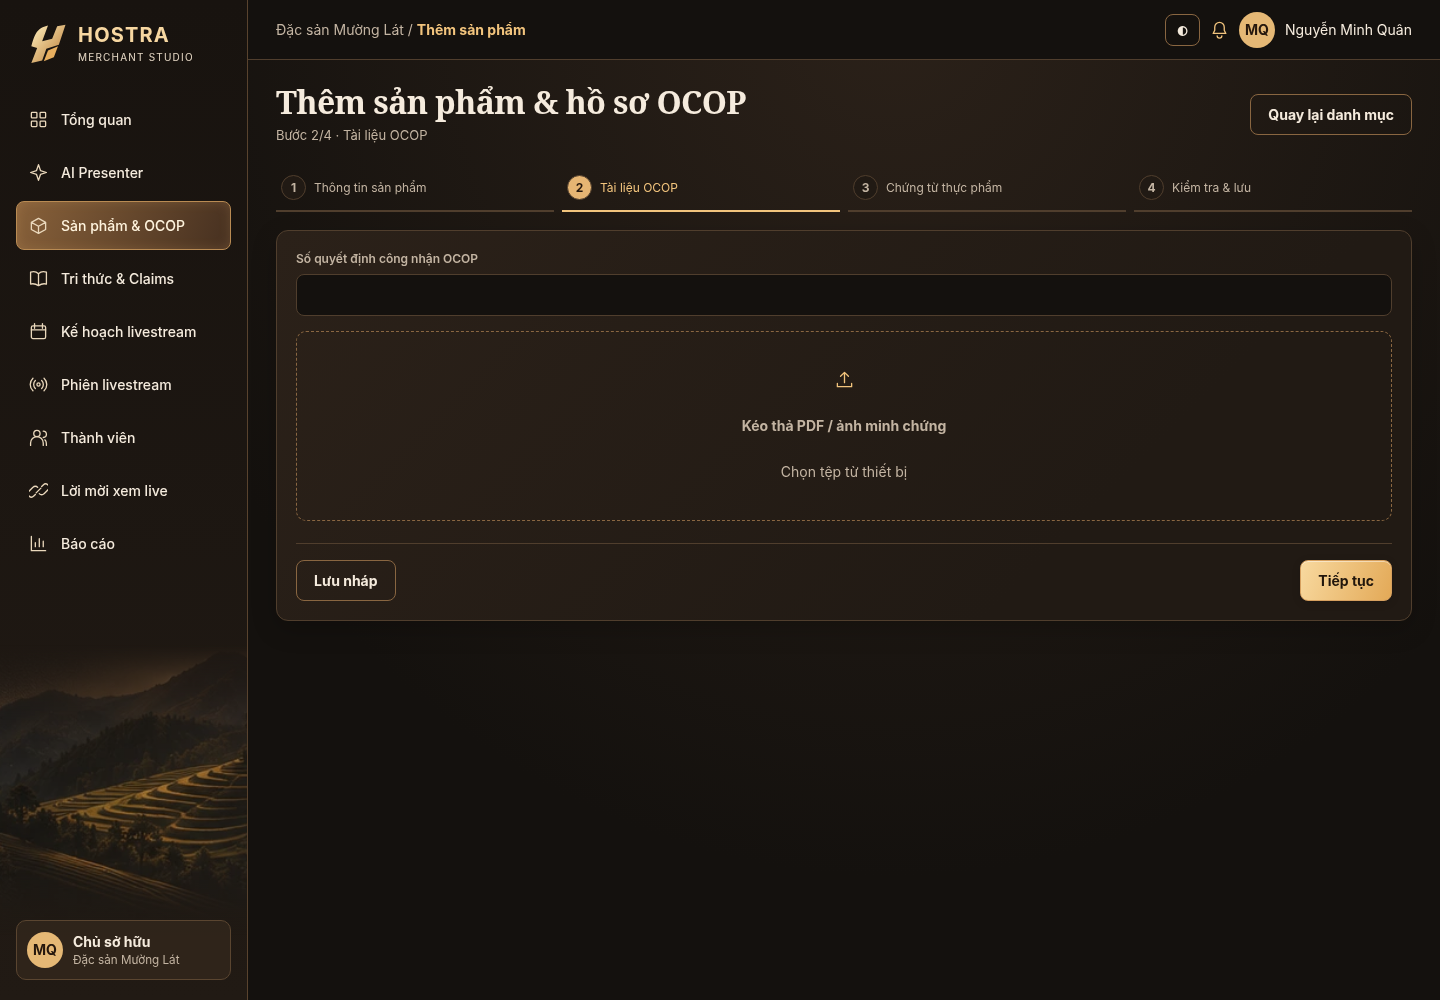 HOSTRA
MERCHANT STUDIO
Tổng quan
AI Presenter
Sản phẩm & OCOP
Tri thức & Claims
Kế hoạch livestream
Phiên livestream
Thành viên
Lời mời xem live
Báo cáo
MQ
Chủ sở hữu
Đặc sản Mường Lát
Đặc sản Mường Lát / Thêm sản phẩm
MQ
Nguyễn Minh Quân
Thêm sản phẩm & hồ sơ OCOP
Bước 2/4 · Tài liệu OCOP
Quay lại danh mục
1 Thông tin sản phẩm
2 Tài liệu OCOP
3 Chứng từ thực phẩm
4 Kiểm tra & lưu
Số quyết định công nhận OCOP
Kéo thả PDF / ảnh minh chứng
Chọn tệp từ thiết bị
Lưu nháp
Tiếp tục